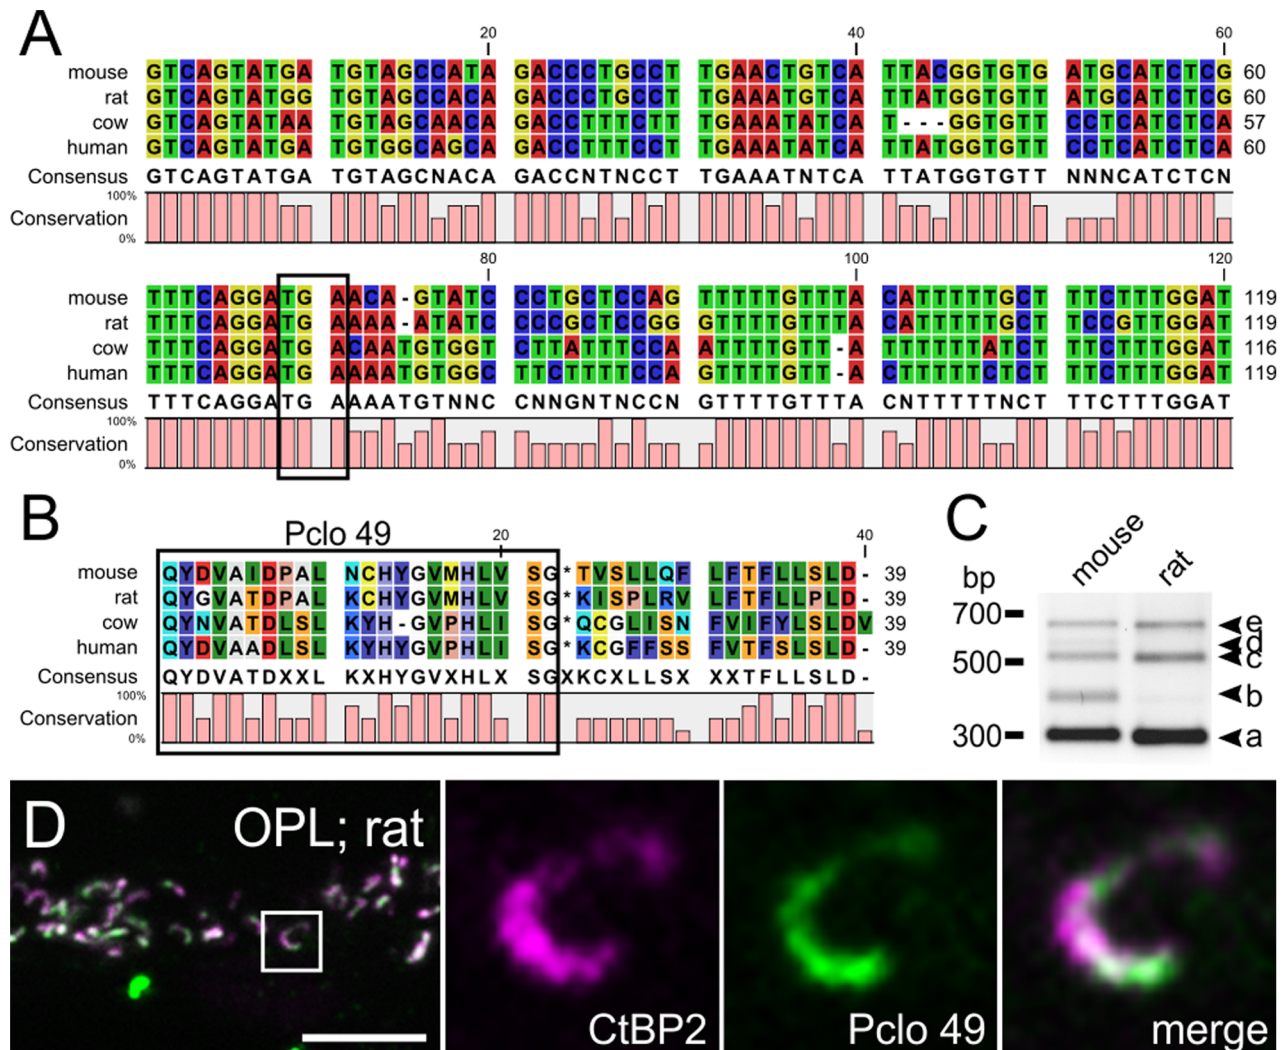 A
20 40 60
mouse GTCAGTATGA TGTAGCCATA GACCCTGCCT TGAACTGTCA TTACGGTGTG ATGCATCTCG 60
rat GTCAGTATGG TGTAGCCACA GACCCTGCCT TGAAATGTCA TTATGGTGTT ATGCATCTCG 60
cow GTCAGTATAA TGTAGCAACA GACCTTTCTT TGAAATATCA T---GGTGTT CCTCATCTCA 57
human GTCAGTATGA TGTGGCAGCA GACCTTTCCT TGAAATATCA TTATGGTGTT CCTCATCTCA 60
Consensus GTCAGTATGA TGTAGCNACA GACCNTNCCT TGAAATNTCA TTATGGTGTT NNNCATCTCN
100%
Conservation
0%
80 100 120
mouse TTTCAGGATG AACA-GTATC CCTGCTCCAG TTTTTGTTTA CATTTTTGCT TTCTTTGGAT 119
rat TTTCAGGATG AAAA-ATATC CCCGCTCCGG GTTTTGTTTA CATTTTTGCT TCCGTTGGAT 119
cow TTTCAGGATG ACAATGTGGT CTTATTTCCA ATTTTGTT-A TTTTTTATCT TTCTTTGGAT 116
human TTTCAGGATG AAAATGTGGC TTCTTTTCCA GTTTTGTT-A CTTTTTCTCT TTCTTTGGAT 119
Consensus TTTCAGGATG AAAATGTNNC CNNGNTNCCN GTTTTGTTTA CNTTTTTNCT TTCTTTGGAT
100%
Conservation
0%
B
Pclo 49
20 40
mouse QYDVAIDPAL NCHYGVMHLV SG*TVSLLQF LFTFLLSLD- 39
rat QYGVATDPAL KCHYGVMHLV SG*KISPLRV LFTFLLPLD- 39
cow QYNVATDLSL KYH-GVPHLI SG*QCGLISN FVIFYLSLDV 39
human QYDVAADLSL KYHYGVPHLI SG*KCGFFSS FVTFSLSLD- 39
Consensus QYDVATDXXL KXHYGVXHLX SGXKCXLLSX XXTFLLSLD-
100%
Conservation
0%
C
mouse rat
bp
700
500
300
e
d
c
b
a
D
OPL; rat
CtBP2
Pclo 49
merge